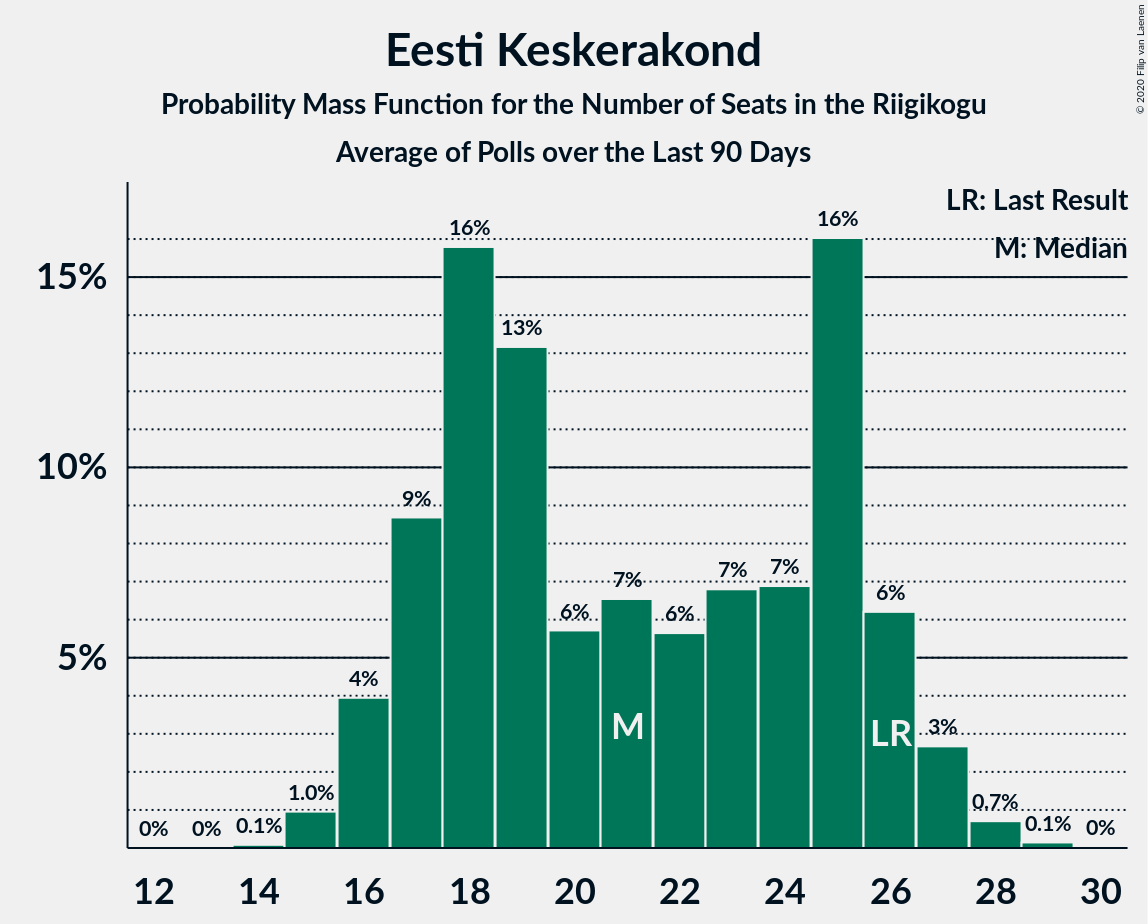 Eesti Keskerakond
Probability Mass Function for the Number of Seats in the Riigikogu
Average of Polls over the Last 90 Days
© 2020 Filip van Laenen
LR: Last Result
M: Median
15%
10%
5%
0% 0% 0.1% 1.0% 4% 9% 16% 13% 6% 7% 6% 7% 7% 16% 6% 3% 0.7% 0.1% 0%
M LR
12 14 16 18 20 22 24 26 28 30